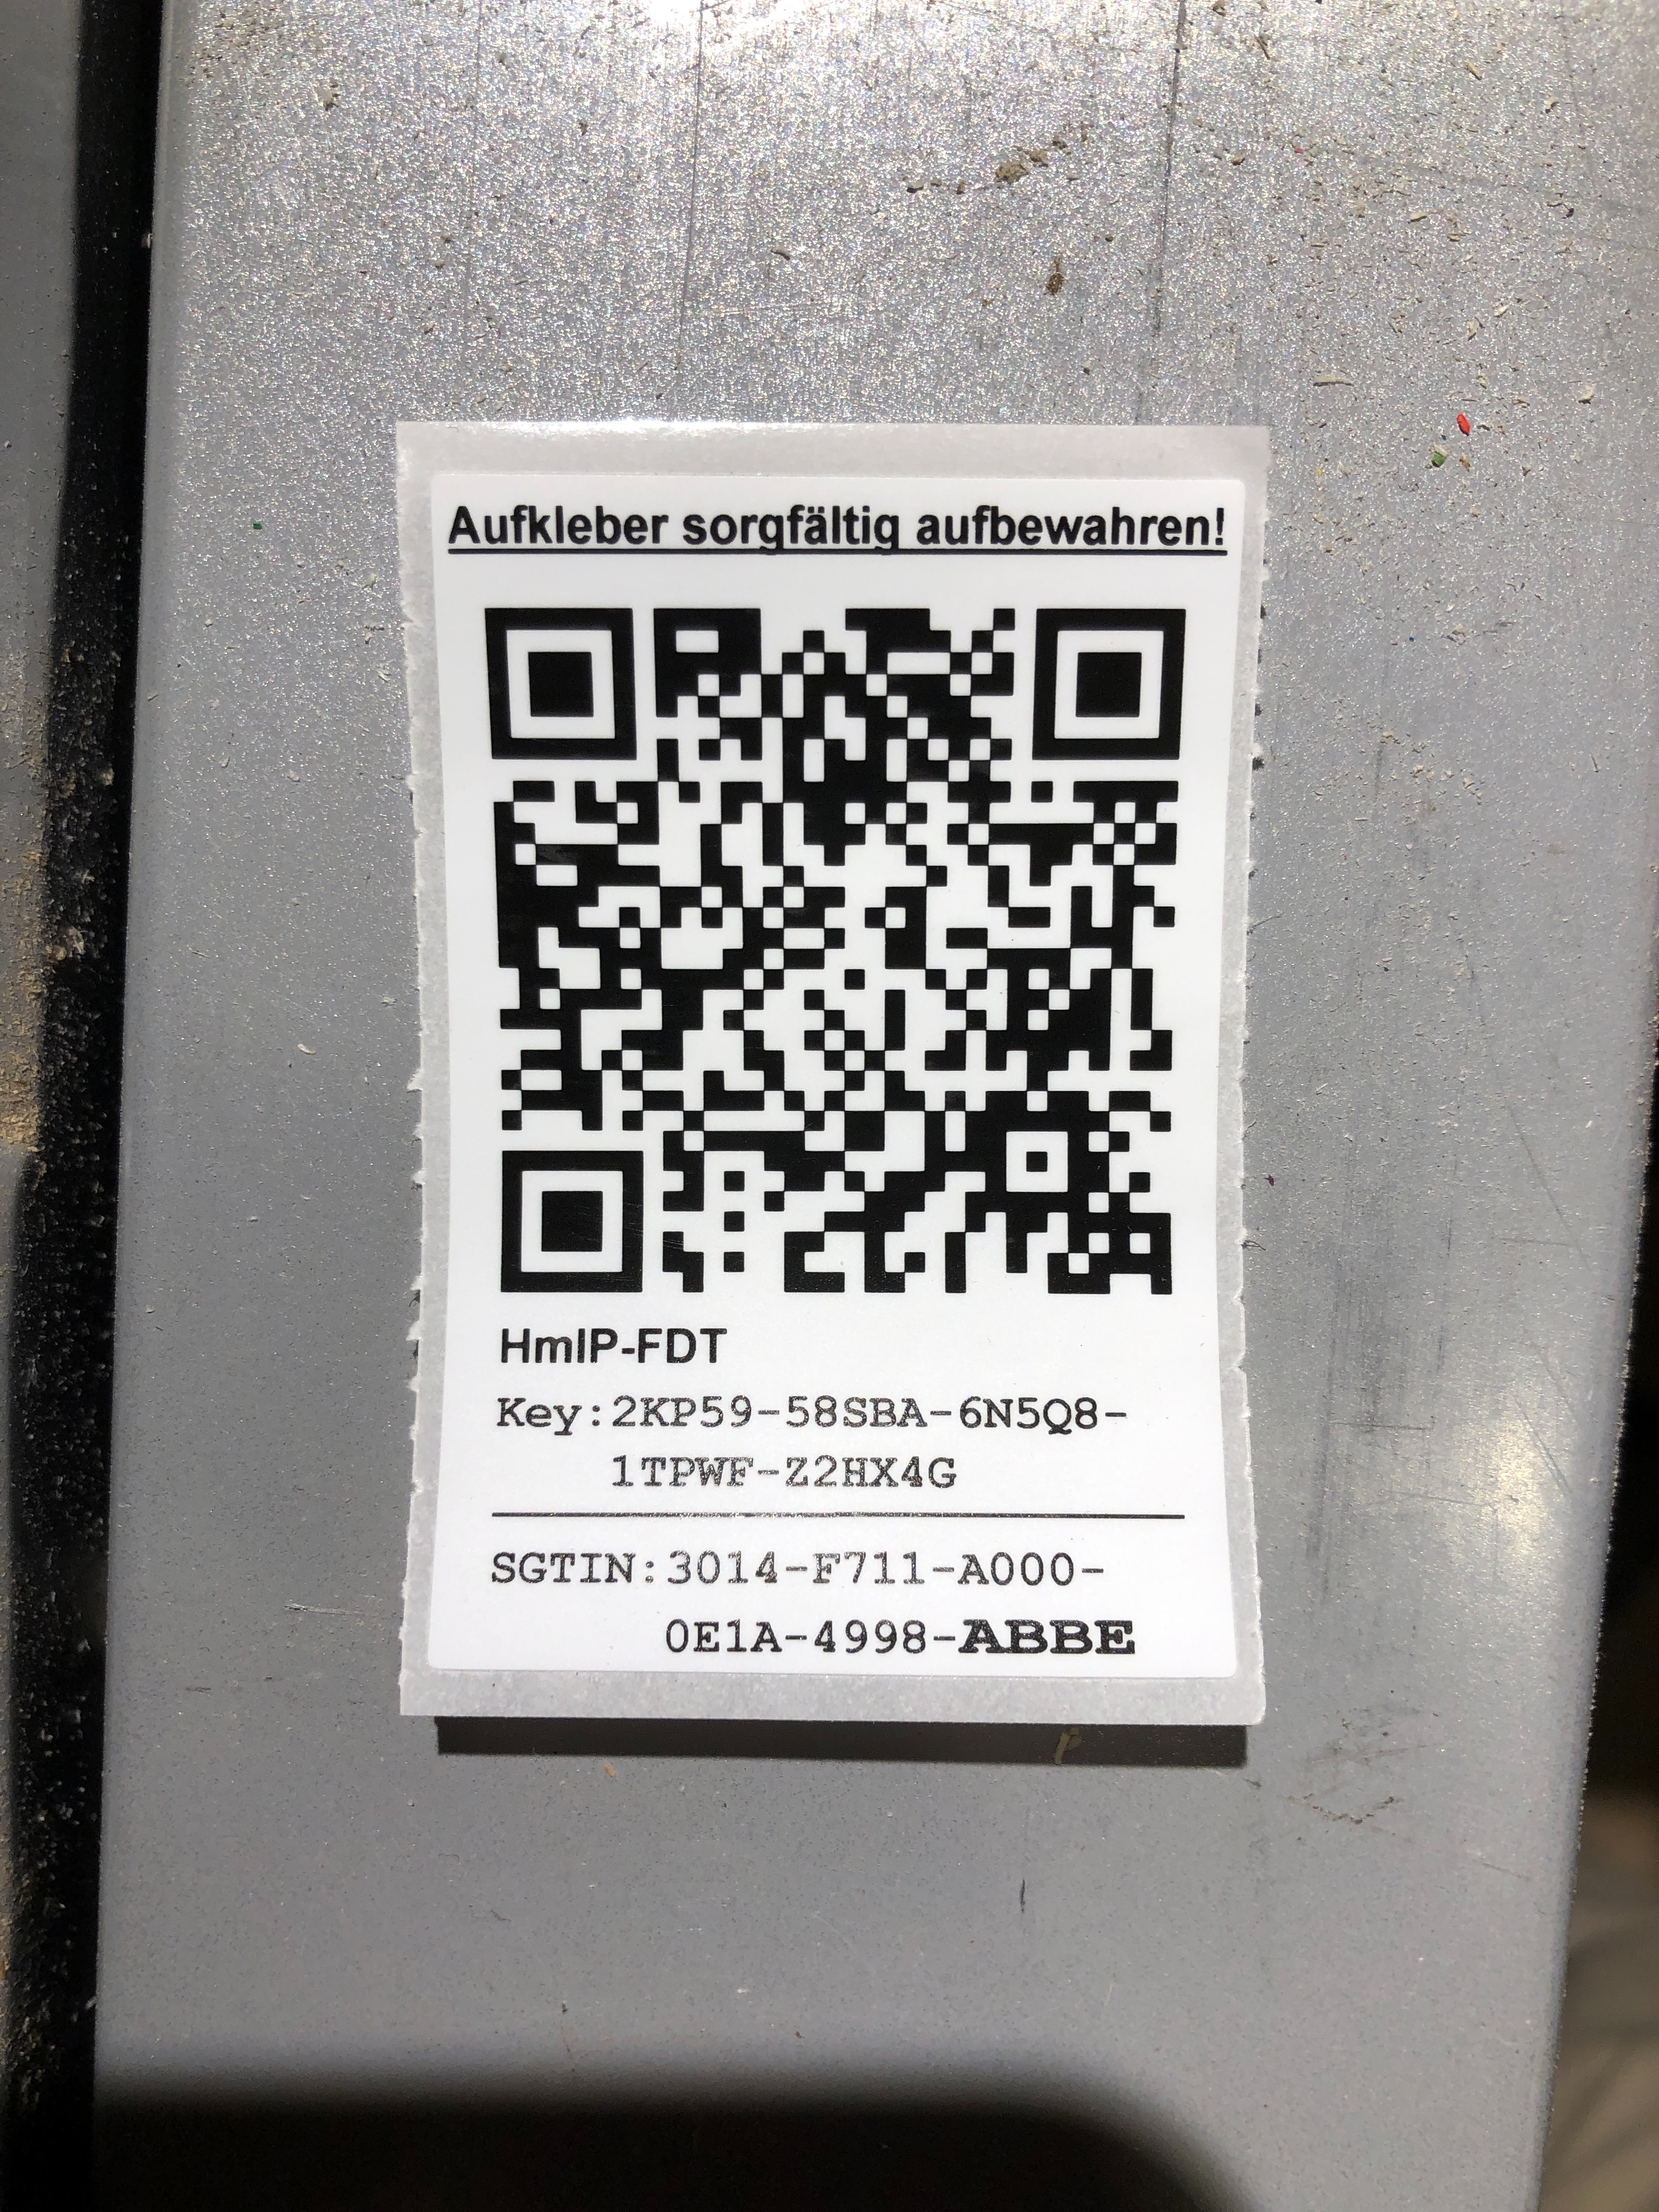 Aufkleber sorgfältig aufbewahren!
HmIP-FDT
Key:2KP59-58SBA-6N5Q8-
1TPWF-Z2HX4G
SGTIN:3014-F711-A000-
0E1A-4998-ABBE